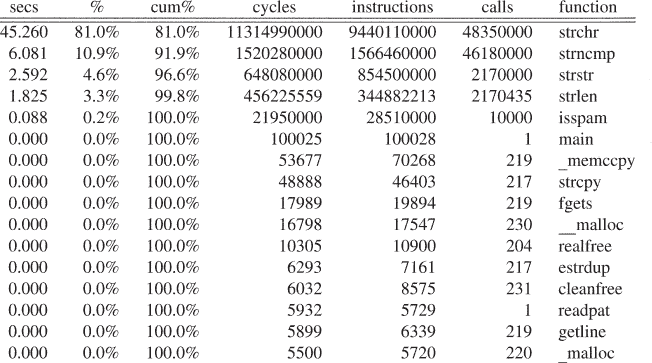 secs % cum% cycles instructions calls function
45.260 81.0% 81.0% 11314990000 9440110000 48350000 strchr
6.081 10.9% 91.9% 1520280000 1566460000 46180000 strncmp
2.592 4.6% 96.6% 648080000 854500000 2170000 strstr
1.825 3.3% 99.8% 456225559 344882213 2170435 strlen
0.088 0.2% 100.0% 21950000 28510000 10000 isspam
0.000 0.0% 100.0% 100025 100028 1 main
0.000 0.0% 100.0% 53677 70268 219 _memccpy
0.000 0.0% 100.0% 48888 46403 217 strcpy
0.000 0.0% 100.0% 17989 19894 219 fgets
0.000 0.0% 100.0% 16798 17547 230 __malloc
0.000 0.0% 100.0% 10305 10900 204 realfree
0.000 0.0% 100.0% 6293 7161 217 estrdup
0.000 0.0% 100.0% 6032 8575 231 cleanfree
0.000 0.0% 100.0% 5932 5729 1 readpat
0.000 0.0% 100.0% 5899 6339 219 getline
0.000 0.0% 100.0% 5500 5720 220 _malloc